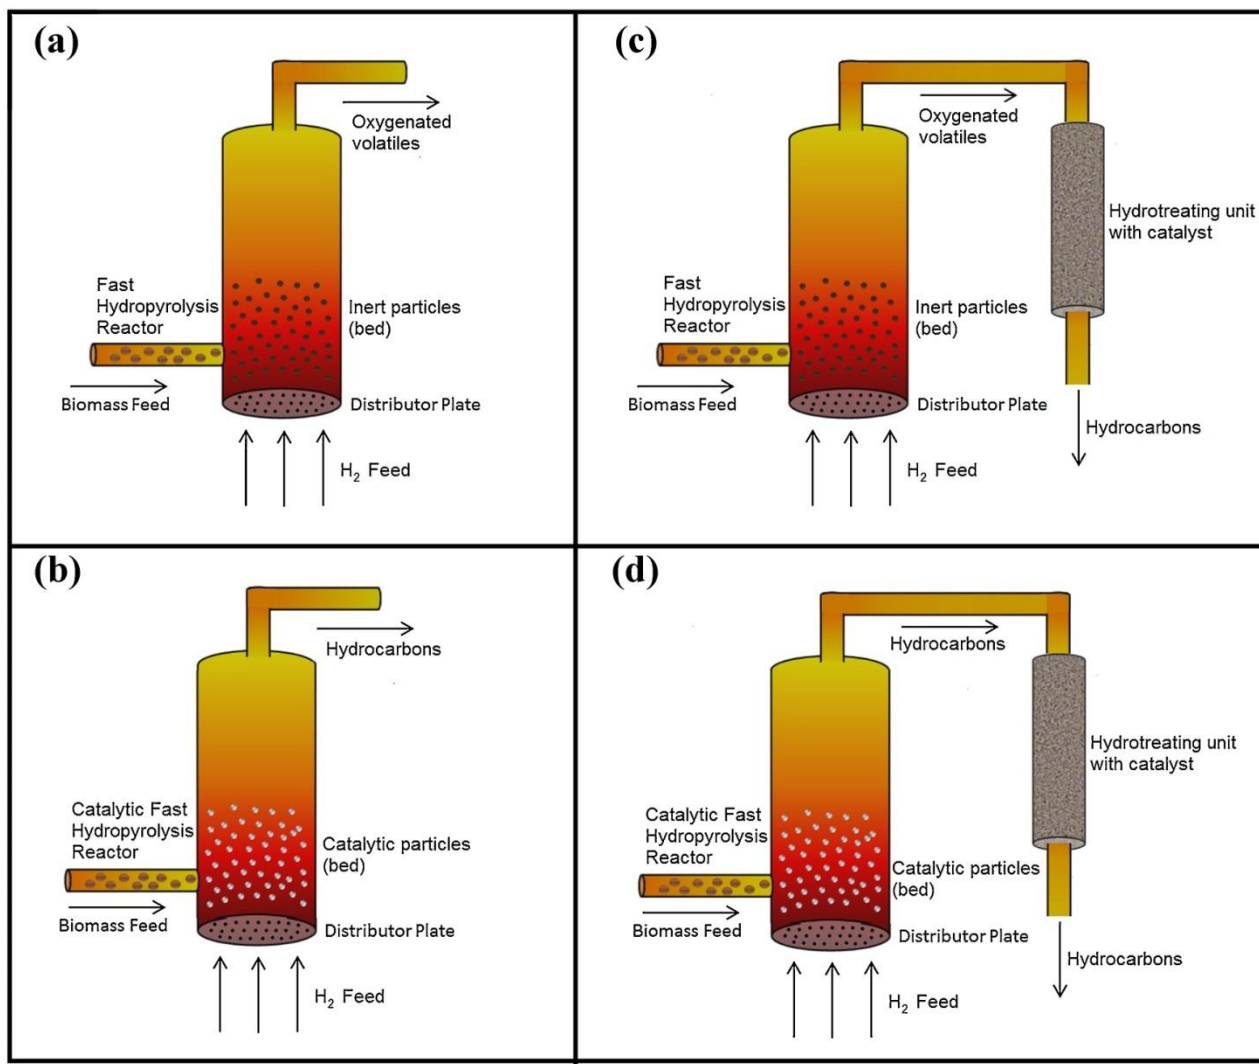 (a)
Oxygenated
volatiles
Fast
Hydropyrolysis
Reactor
Inert particles
(bed)
Biomass Feed
Distributor Plate
H₂ Feed
(c)
Oxygenated
volatiles
Hydrotreating unit
with catalyst
Fast
Hydropyrolysis
Reactor
Inert particles
(bed)
Biomass Feed
Distributor Plate
Hydrocarbons
H₂ Feed
(b)
Hydrocarbons
Catalytic Fast
Hydropyrolysis
Reactor
Catalytic particles
(bed)
Biomass Feed
Distributor Plate
H₂ Feed
(d)
Hydrocarbons
Hydrotreating unit
with catalyst
Catalytic Fast
Hydropyrolysis
Reactor
Catalytic particles
(bed)
Biomass Feed
Distributor Plate
Hydrocarbons
H₂ Feed